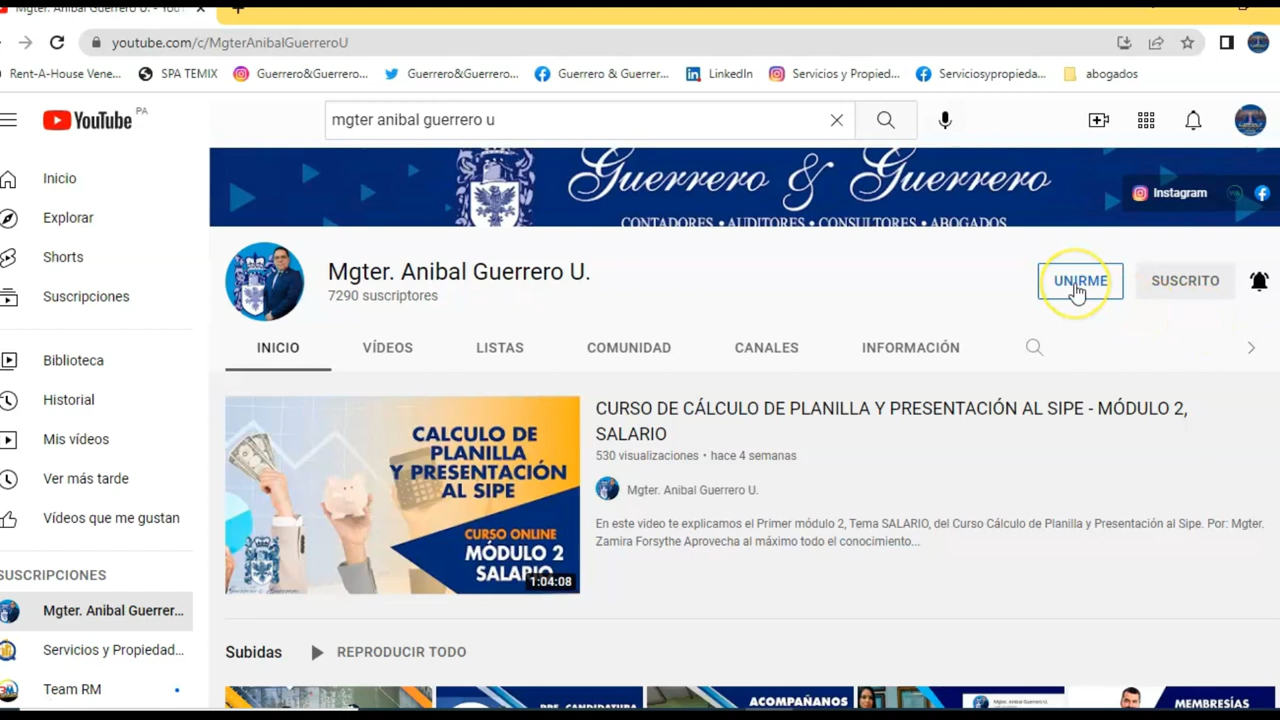 Mgter. Anibal Guerrero U. - YouT
youtube.com/c/MgterAnibalGuerreroU
Rent-A-House Vene... SPA TEMIX Guerrero&Guerrero... Guerrero&Guerrero... Guerrero & Guerrer... LinkedIn Servicios y Propied... Serviciosypropieda... abogados
YouTube PA
mgter anibal guerrero u
Guerrero & Guerrero
CONTADORES • AUDITORES • CONSULTORES • ABOGADOS
Instagram
Inicio
Explorar
Shorts
Suscripciones
Biblioteca
Historial
Mis vídeos
Ver más tarde
Vídeos que me gustan
SUSCRIPCIONES
Mgter. Anibal Guerrer...
Servicios y Propiedad...
Team RM
Mgter. Anibal Guerrero U.
7290 suscriptores
UNIRME
SUSCRITO
INICIO VÍDEOS LISTAS COMUNIDAD CANALES INFORMACIÓN
CALCULO DE
PLANILLA
Y PRESENTACIÓN
AL SIPE
CURSO ONLINE
MÓDULO 2
SALARIO
1:04:08
CURSO DE CÁLCULO DE PLANILLA Y PRESENTACIÓN AL SIPE - MÓDULO 2,
SALARIO
530 visualizaciones • hace 4 semanas
Mgter. Anibal Guerrero U.
En este video te explicamos el Primer módulo 2, Tema SALARIO, del Curso Cálculo de Planilla y Presentación al Sipe. Por: Mgter.
Zamira Forsythe Aprovecha al máximo todo el conocimiento...
Subidas REPRODUCIR TODO
PRE-CANDIDATURA
ACOMPAÑANOS
MEMBRESÍAS